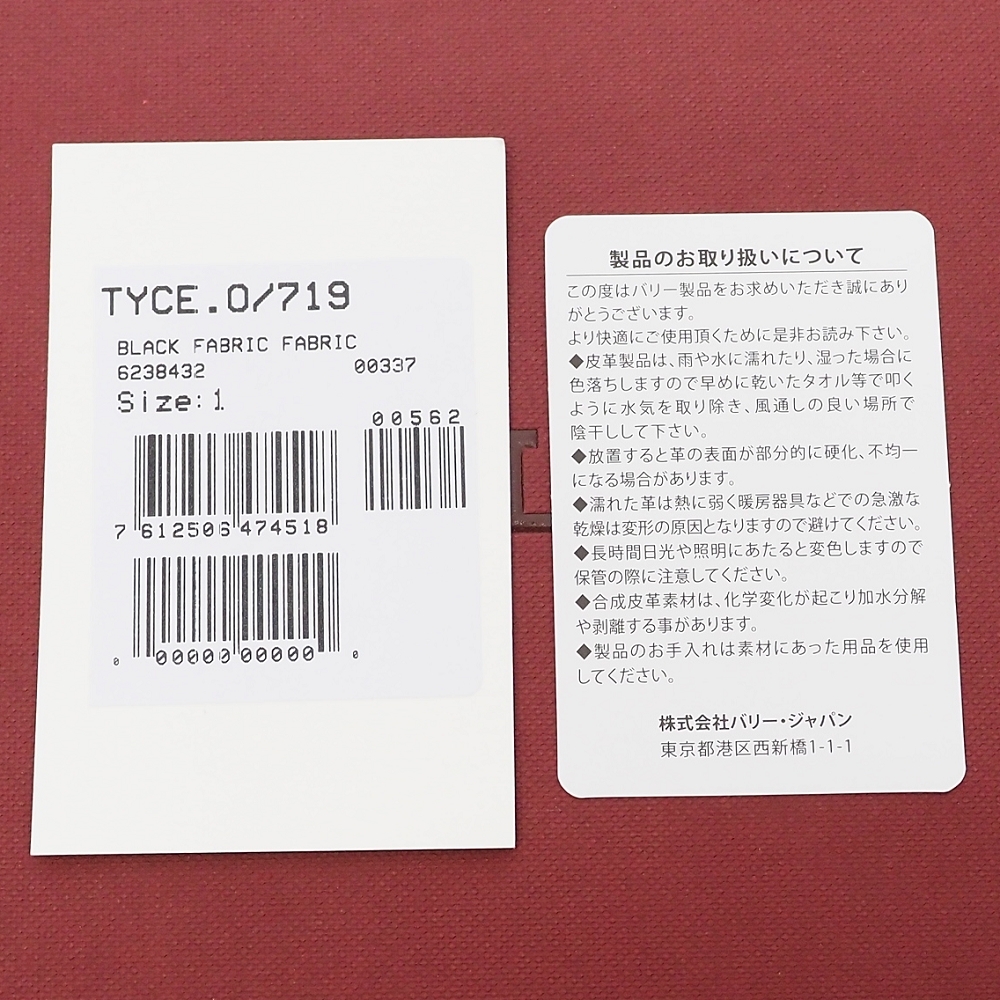 TYCE.O/719
BLACK FABRIC FABRIC
6238432 00337
Size:1
00562
7 612506 474518
0 00000 00000 0
製品のお取り扱いについて
この度はバリー製品をお求めいただき誠にあり
がとうございます。
より快適にご使用頂くために是非お読み下さい。
◆皮革製品は、雨や水に濡れたり、湿った場合に
色落ちしますので早めに乾いたタオル等で叩く
ように水気を取り除き、風通しの良い場所で
陰干しして下さい。
◆放置すると革の表面が部分的に硬化、不均一
になる場合があります。
◆濡れた革は熱に弱く暖房器具などでの急激な
乾燥は変形の原因となりますので避けてください。
◆長時間日光や照明にあたると変色しますので
保管の際に注意してください。
◆合成皮革素材は、化学変化が起こり加水分解
や剥離する事があります。
◆製品のお手入れは素材にあった用品を使用
してください。
株式会社バリー・ジャパン
東京都港区西新橋1-1-1